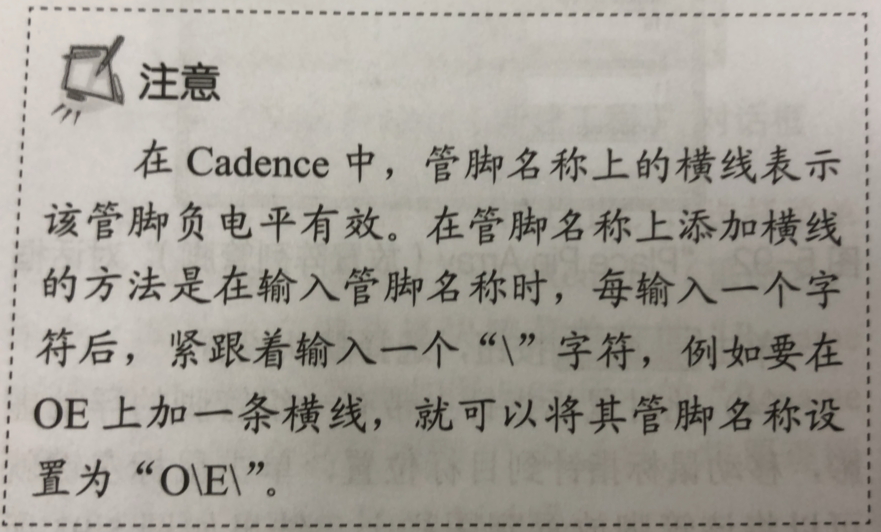 注意
在 Cadence 中，管脚名称上的横线表示
该管脚负电平有效。在管脚名称上添加横线
的方法是在输入管脚名称时，每输入一个字
符后，紧跟着输入一个“\”字符，例如要在
OE 上加一条横线，就可以将其管脚名称设
置为“O\E\”。